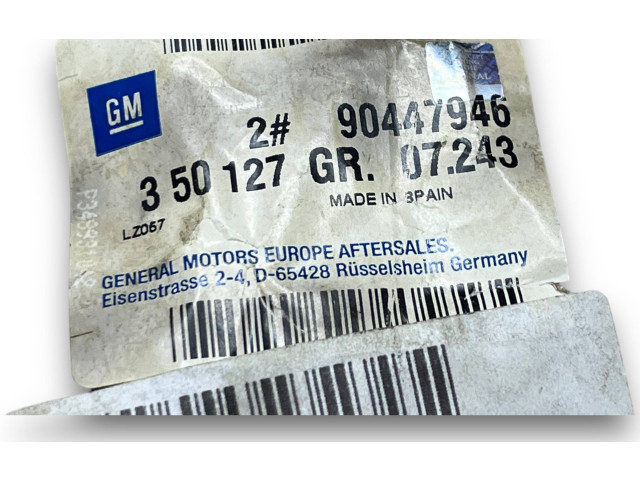 GM
2# 90447946
3 50 127 GR. 07.243
MADE IN SPAIN
LZ067
GENERAL MOTORS EUROPE AFTERSALES.
Eisenstrasse 2-4, D-65428 Rüsselsheim Germany